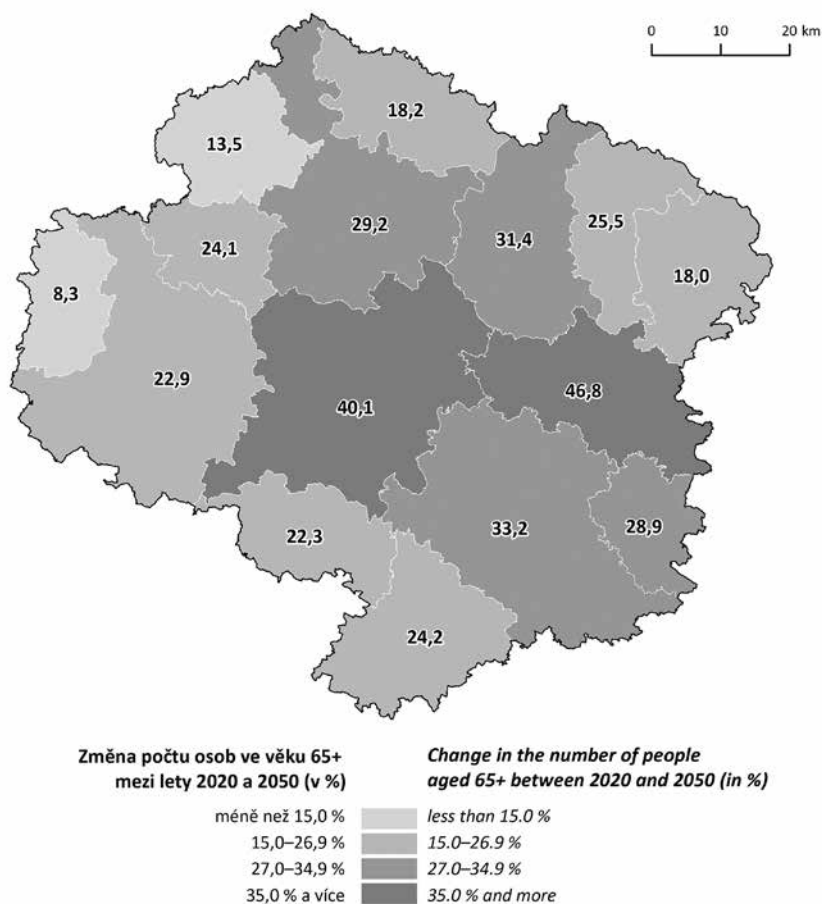 0 10 20 km
18,2
13,5
29,2
31,4
25,5
24,1
18,0
8,3
22,9
46,8
40,1
33,2
28,9
22,3
24,2
Změna počtu osob ve věku 65+
mezi lety 2020 a 2050 (v %)
Change in the number of people
aged 65+ between 2020 and 2050 (in %)
méně než 15,0 % less than 15.0 %
15,0–26,9 % 15.0–26.9 %
27,0–34,9 % 27.0–34.9 %
35,0 % a více 35.0 % and more